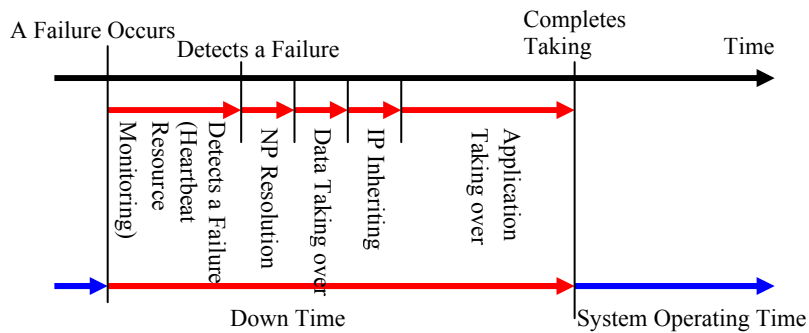 A Failure Occurs
Detects a Failure
Completes
Taking
Time
Detects a Failure
(Heartbeat
Resource
Monitoring)
NP Resolution
Data Taking over
IP Inheriting
Application
Taking over
Down Time
System Operating Time